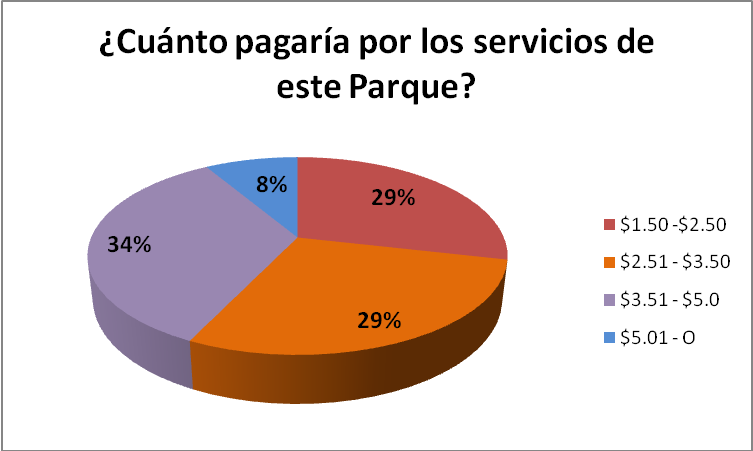 ¿Cuánto pagaría por los servicios de
este Parque?
8%
29%
34%
29%
$1.50 -$2.50
$2.51 - $3.50
$3.51 - $5.0
$5.01 - O